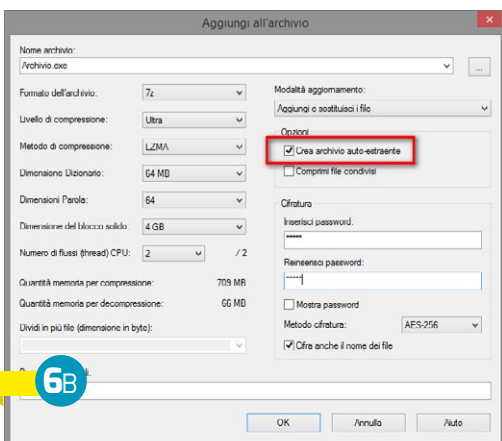 Aggiungi all'archivio
Nome archivio:
Archivio.exe
...
Formato dell'archivio:
7z
Livello di compressione:
Ultra
Metodo di compressione:
LZMA
Dimensione Dizionario:
64 MB
Dimensioni Parola:
64
Dimensione del blocco solido:
4 GB
Numero di flussi (thread) CPU:
2
/ 2
Quantità memoria per compressione:
709 MB
Quantità memoria per decompressione:
66 MB
Dividi in più file (dimensione in byte):
Modalità aggiornamento:
Aggiungi e sostituisci i file
Opzioni
Crea archivio auto-estraente
Comprimi file condivisi
Cifratura
Inserisci password:
*****
Reinserisci password:
*****
Mostra password
Metodo cifratura:
AES-256
Cifra anche il nome dei file
6B
OK
Annulla
Aiuto